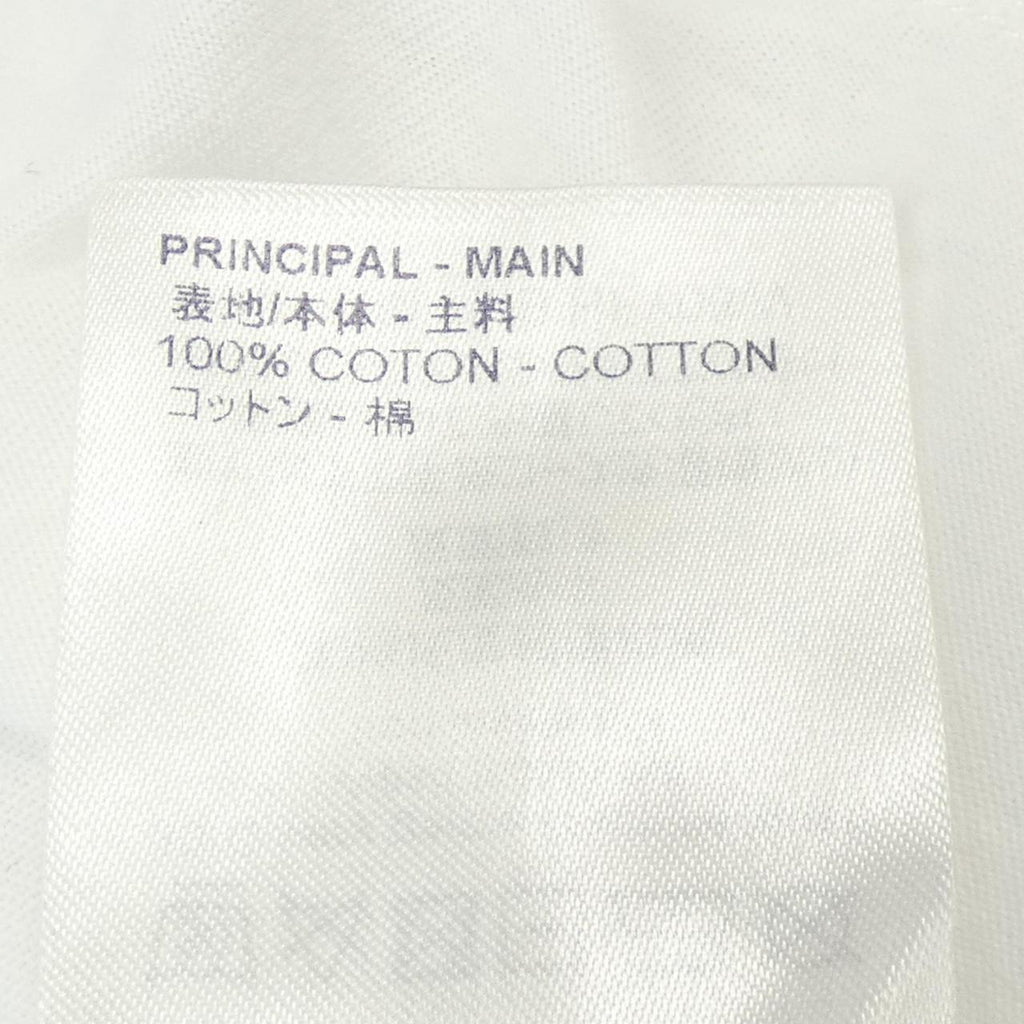 PRINCIPAL - MAIN
表地/本体 - 主料
100% COTON - COTTON
コットン - 棉